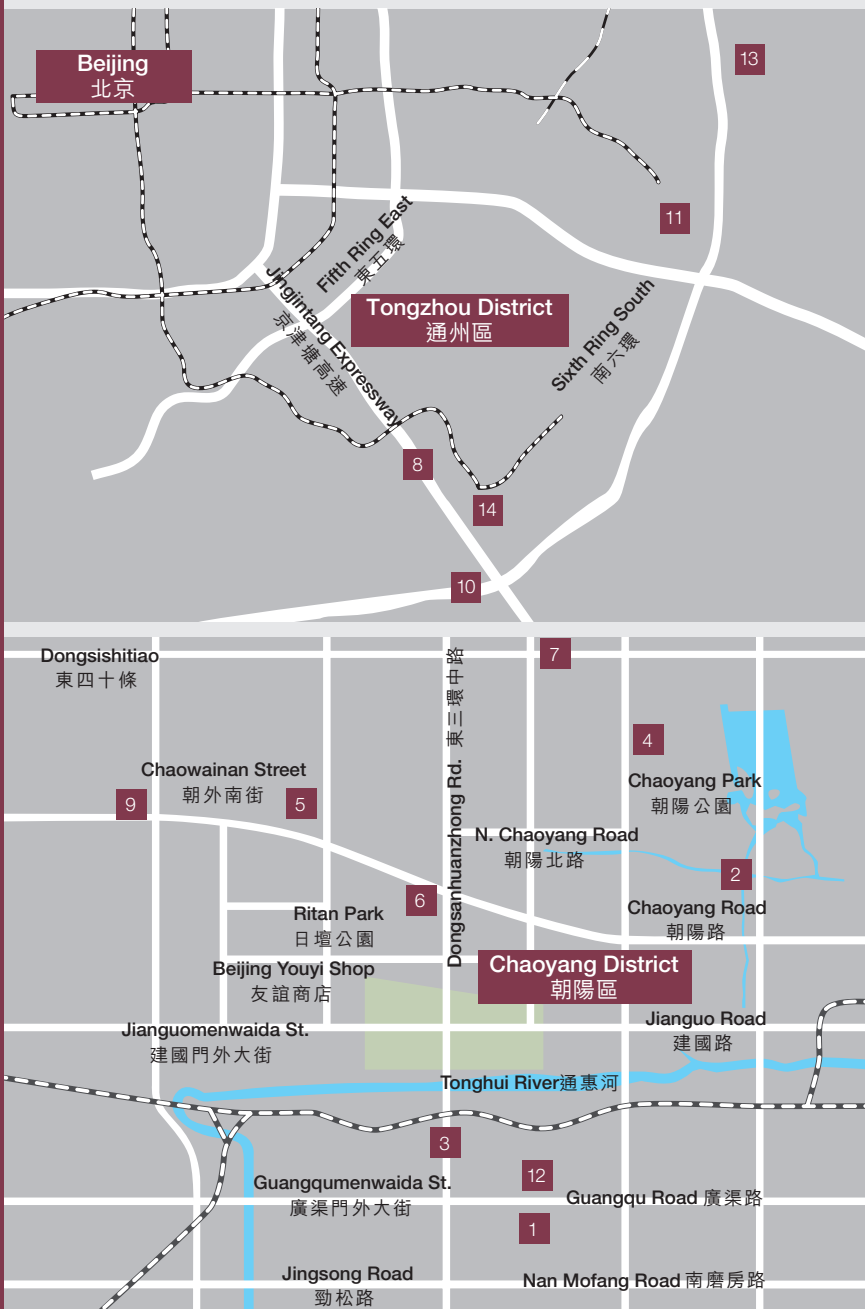 Beijing
北京
13
11
Fifth Ring East
東五環
Jingjintang Expressway
京津塘高速
Tongzhou District
通州區
Sixth Ring South
南六環
8
14
10
Dongsishitiao
東四十條
7
Dongsanhuanzhong Rd. 東三環中路
4
Chaowainan Street
朝外南街
Chaoyang Park
朝陽公園
9
5
N. Chaoyang Road
朝陽北路
2
6
Ritan Park
日壇公園
Chaoyang Road
朝陽路
Beijing Youyi Shop
友誼商店
Chaoyang District
朝陽區
Jianguomenwaida St.
建國門外大街
Jianguo Road
建國路
Tonghui River通惠河
3
12
Guangqumenwaida St.
廣渠門外大街
Guangqu Road 廣渠路
1
Jingsong Road
勁松路
Nan Mofang Road 南磨房路